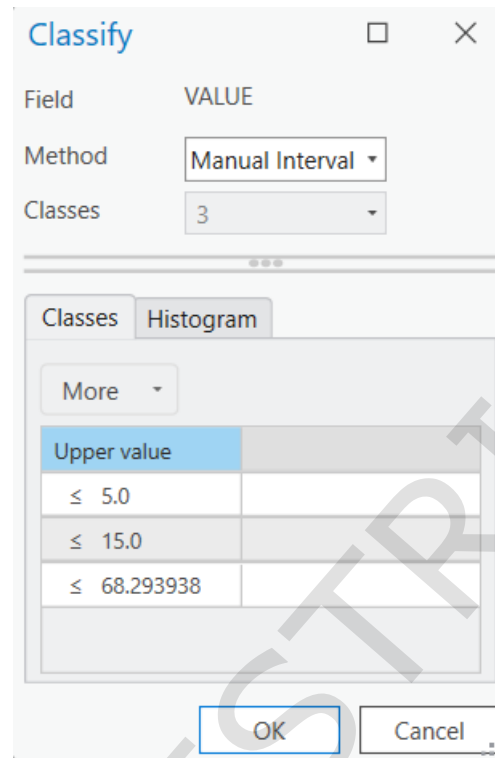 Classify
Field VALUE
Method Manual Interval
Classes 3
Classes Histogram
More
Upper value
≤ 5.0
≤ 15.0
≤ 68.293938
OK Cancel
STR